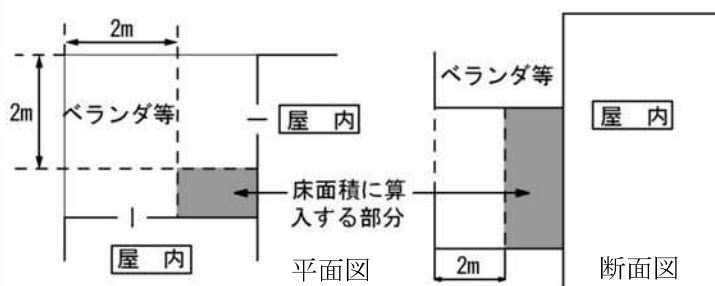 2m
2m
ベランダ等
屋 内
屋 内
平面図
床面積に算
入する部分
ベランダ等
屋 内
2m
断面図